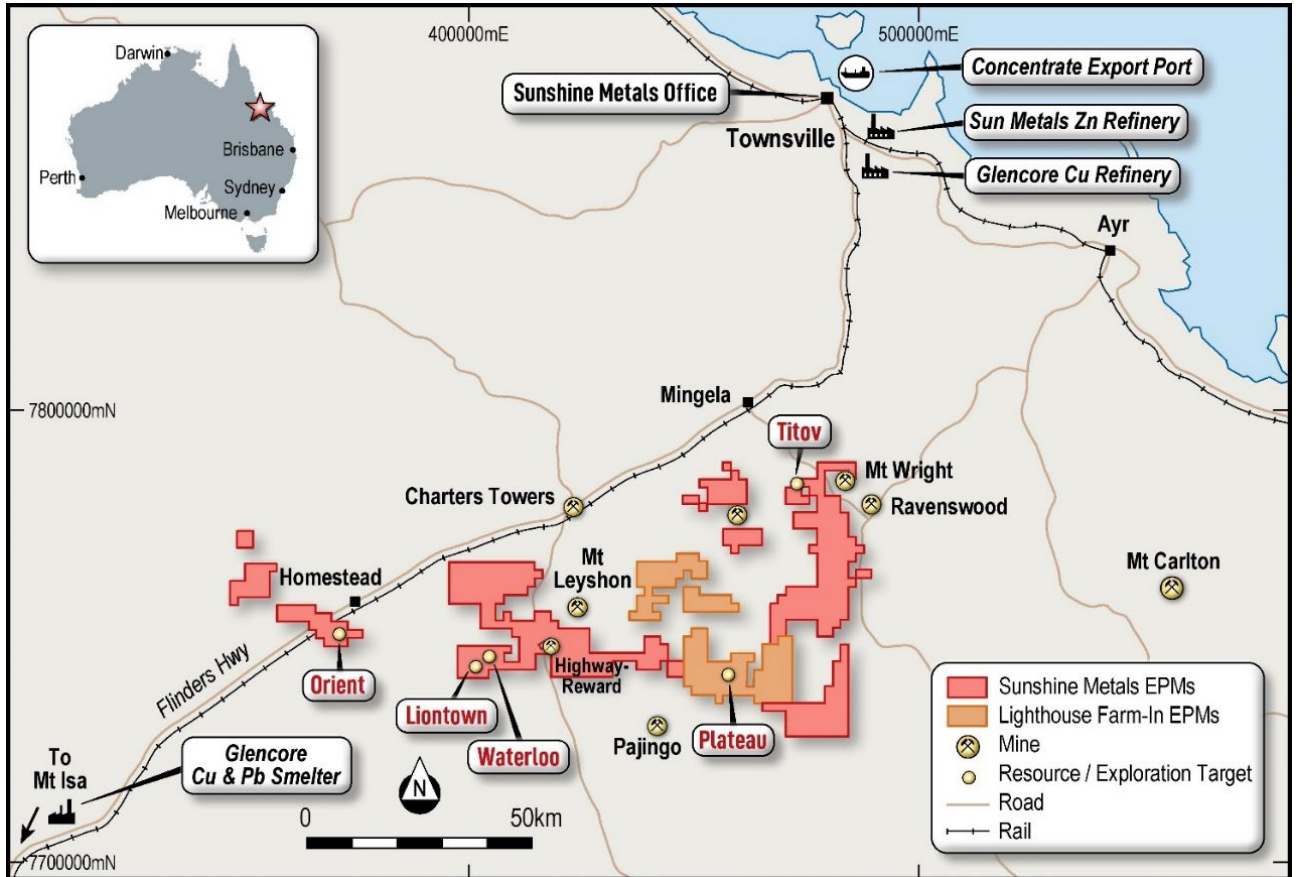 400000mE
500000mE
Darwin
Brisbane
Perth
Sydney
Melbourne
Sunshine Metals Office
Concentrate Export Port
Sun Metals Zn Refinery
Townsville
Glencore Cu Refinery
Ayr
7800000mN
Mingela
Titov
Mt Wright
Charters Towers
Ravenswood
Mt
Leyshon
Mt Carlton
Homestead
Highway-
Reward
Orient
Flinders Hwy
Liontown
Waterloo
Pajingo
Plateau
To
Mt Isa
Glencore
Cu & Pb Smelter
N
0
50km
Sunshine Metals EPMs
Lighthouse Farm-In EPMs
Mine
Resource / Exploration Target
Road
Rail
7700000mN